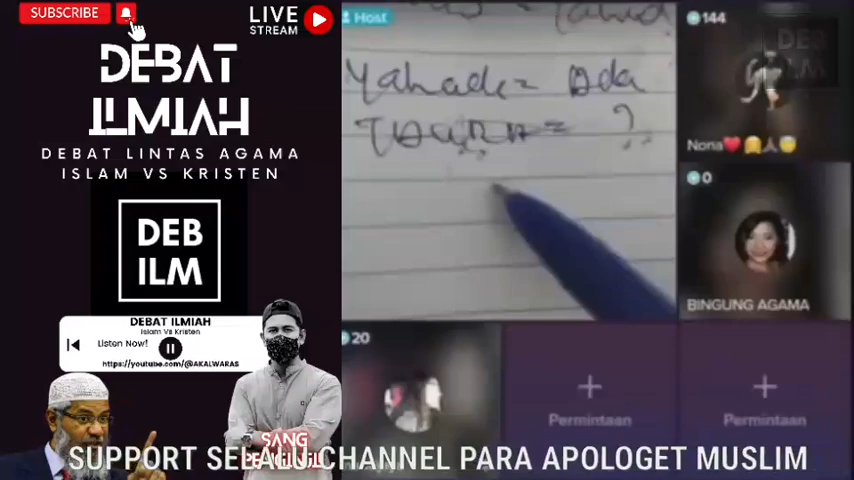 SUBSCRIBE
LIVE
STREAM
DEBAT
ILMIAH
DEBAT LINTAS AGAMA
ISLAM VS KRISTEN
DEB
ILM
DEBAT ILMIAH
Islam Vs Kristen
Listen Now!
https://youtube.com/@AKALWARAS
SANG
Host
Yahade = Ada
= ?
144
Nona
0
BINGUNG AGAMA
20
Permintaan
Permintaan
SUPPORT SELALU CHANNEL PARA APOLOGET MUSLIM